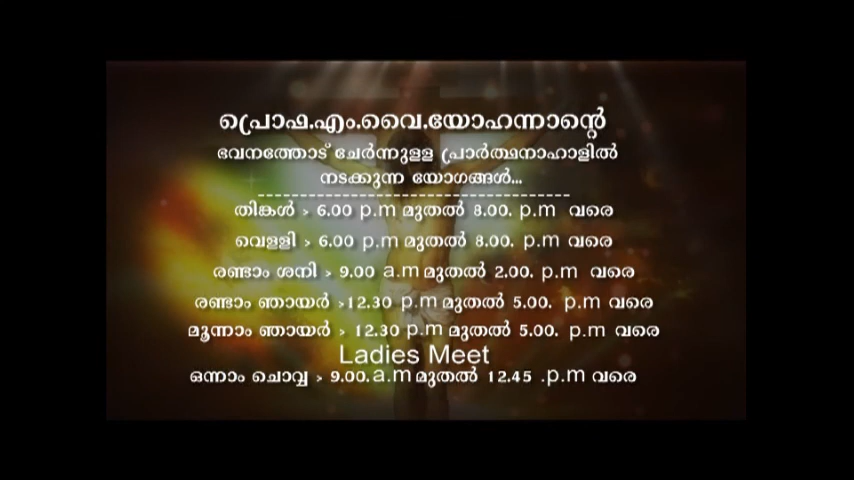 പ്രൊഫ.എം.വൈ.യോഹന്നാന്റെ
ഭവനത്തോട് ചേർന്നുളള പ്രാർത്ഥനാഹാളിൽ
നടക്കുന്ന യോഗങ്ങൾ...
--------------------------------------
തിങ്കൾ > 6.00 p.m മുതൽ 8.00. p.m വരെ
വെളളി > 6.00 p.m മുതൽ 8.00. p.m വരെ
രണ്ടാം ശനി > 9.00 a.m മുതൽ 2.00. p.m വരെ
രണ്ടാം ഞായർ >12.30 p.m മുതൽ 5.00. p.m വരെ
മൂന്നാം ഞായർ > 12.30 p.m മുതൽ 5.00. p.m വരെ
Ladies Meet
ഒന്നാം ചൊവ്വ > 9.00. a.m മുതൽ 12.45 .p.m വരെ